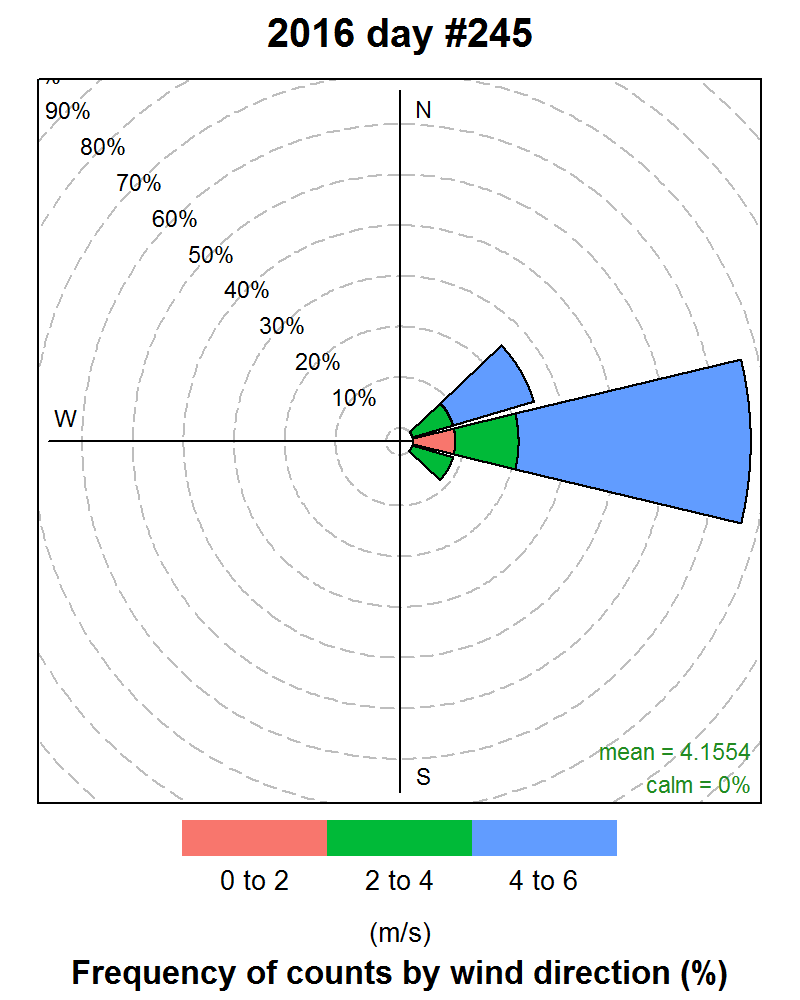 2016 day #245
%
90%
80%
70%
60%
50%
40%
30%
20%
10%
N
W
S
mean = 4.1554
calm = 0%
0 to 2
2 to 4
4 to 6
(m/s)
Frequency of counts by wind direction (%)